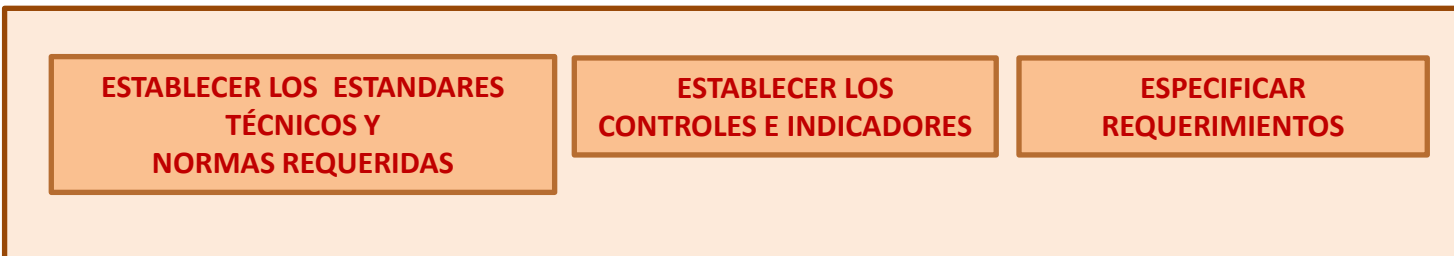 ESTABLECER LOS  ESTANDARES
TÉCNICOS Y
NORMAS REQUERIDAS
ESTABLECER LOS
CONTROLES E INDICADORES
ESPECIFICAR
REQUERIMIENTOS